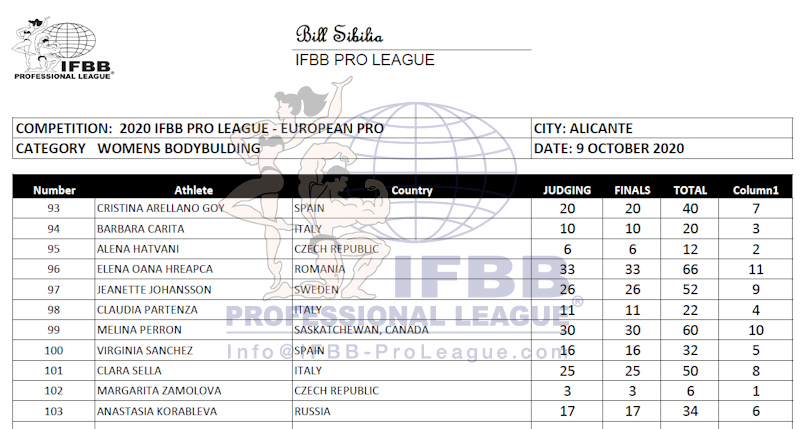 IFBB
PROFESSIONAL LEAGUE®
Bill Sibilia
IFBB PRO LEAGUE
COMPETITION: 2020 IFBB PRO LEAGUE - EUROPEAN PRO CITY: ALICANTE
CATEGORY WOMENS BODYBULDING DATE: 9 OCTOBER 2020
Number Athlete Country JUDGING FINALS TOTAL Column1
93 CRISTINA ARELLANO GOY SPAIN 20 20 40 7
94 BARBARA CARITA ITALY 10 10 20 3
95 ALENA HATVANI CZECH REPUBLIC 6 6 12 2
96 ELENA OANA HREAPCA ROMANIA 33 33 66 11
97 JEANETTE JOHANSSON SWEDEN 26 26 52 9
98 CLAUDIA PARTENZA ITALY 11 11 22 4
99 MELINA PERRON SASKATCHEWAN, CANADA 30 30 60 10
100 VIRGINIA SANCHEZ SPAIN 16 16 32 5
101 CLARA SELLA ITALY 25 25 50 8
102 MARGARITA ZAMOLOVA CZECH REPUBLIC 3 3 6 1
103 ANASTASIA KORABLEVA RUSSIA 17 17 34 6
IFBB
PROFESSIONAL LEAGUE®
Info@IFBB-ProLeague.com